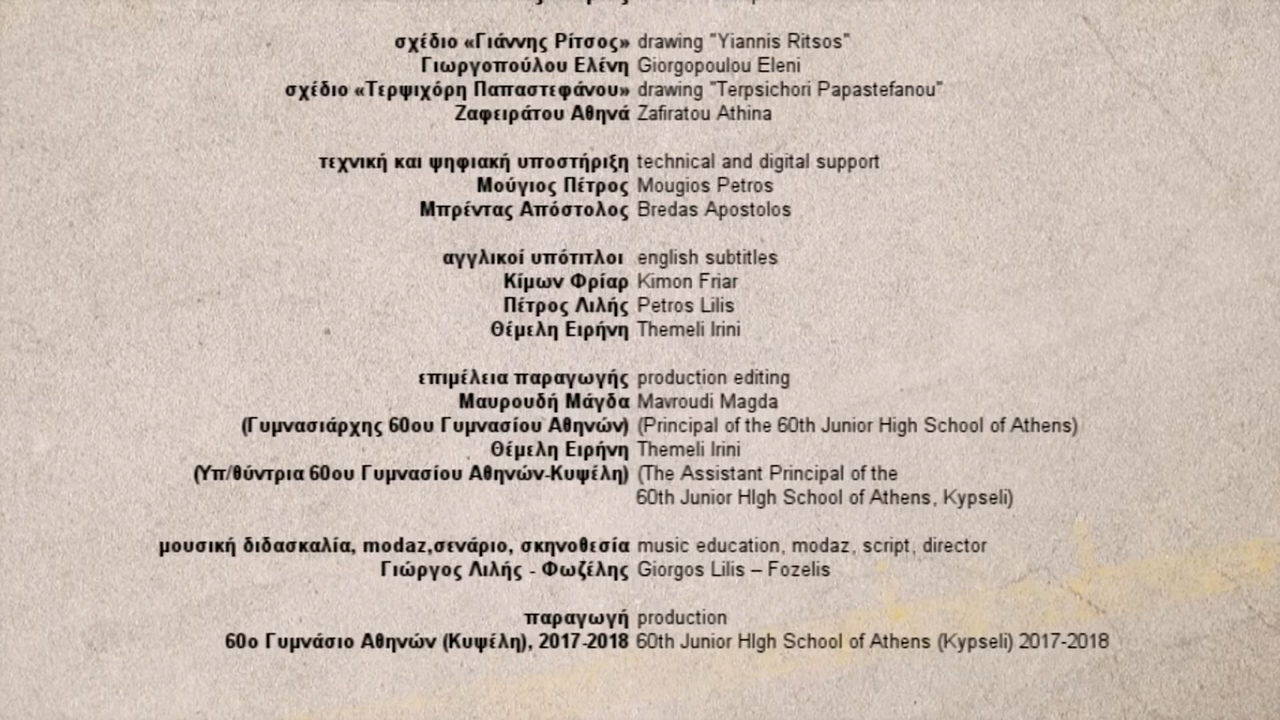 σχέδιο «Γιάννης Ρίτσος» drawing "Yiannis Ritsos"
Γιωργοπούλου Ελένη Giorgopoulou Eleni
σχέδιο «Τερψιχόρη Παπαστεφάνου» drawing "Terpsichori Papastefanou"
Ζαφειράτου Αθηνά Zafiratou Athina
τεχνική και ψηφιακή υποστήριξη technical and digital support
Μούγιος Πέτρος Mougios Petros
Μπρέντας Απόστολος Bredas Apostolos
αγγλικοί υπότιτλοι english subtitles
Κίμων Φρίαρ Kimon Friar
Πέτρος Λιλής Petros Lilis
Θέμελη Ειρήνη Themeli Irini
επιμέλεια παραγωγής production editing
Μαυρουδή Μάγδα Mavroudi Magda
(Γυμνασιάρχης 60ου Γυμνασίου Αθηνών) (Principal of the 60th Junior High School of Athens)
Θέμελη Ειρήνη Themeli Irini
(Υπ/θύντρια 60ου Γυμνασίου Αθηνών-Κυψέλη) (The Assistant Principal of the
60th Junior HIgh School of Athens, Kypseli)
μουσική διδασκαλία, modaz,σενάριο, σκηνοθεσία music education, modaz, script, director
Γιώργος Λιλής - Φωζέλης Giorgos Lilis – Fozelis
παραγωγή production
60ο Γυμνάσιο Αθηνών (Κυψέλη), 2017-2018 60th Junior HIgh School of Athens (Kypseli) 2017-2018